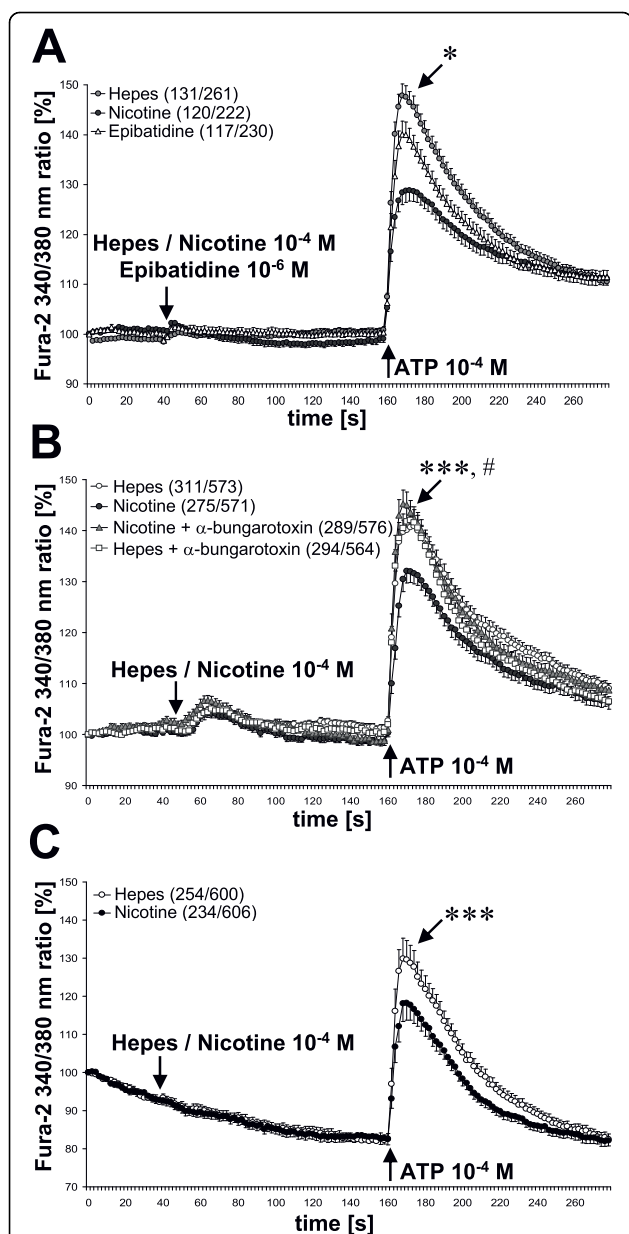 A
Fura-2 340/380 nm ratio [%]
150
140
130
120
110
100
90
Hepes (131/261)
Nicotine (120/222)
Epibatidine (117/230)
*
Hepes / Nicotine 10⁻⁴ M
Epibatidine 10⁻⁶ M
ATP 10⁻⁴ M
0 20 40 60 80 100 120 140 160 180 200 220 240 260
time [s]
B
Fura-2 340/380 nm ratio [%]
150
140
130
120
110
100
90
Hepes (311/573)
Nicotine (275/571)
Nicotine + α-bungarotoxin (289/576)
Hepes + α-bungarotoxin (294/564)
***, #
Hepes / Nicotine 10⁻⁴ M
ATP 10⁻⁴ M
0 20 40 60 80 100 120 140 160 180 200 220 240 260
time [s]
C
Fura-2 340/380 nm ratio [%]
150
140
130
120
110
100
90
80
70
Hepes (254/600)
Nicotine (234/606)
***
Hepes / Nicotine 10⁻⁴ M
ATP 10⁻⁴ M
0 20 40 60 80 100 120 140 160 180 200 220 240 260
time [s]